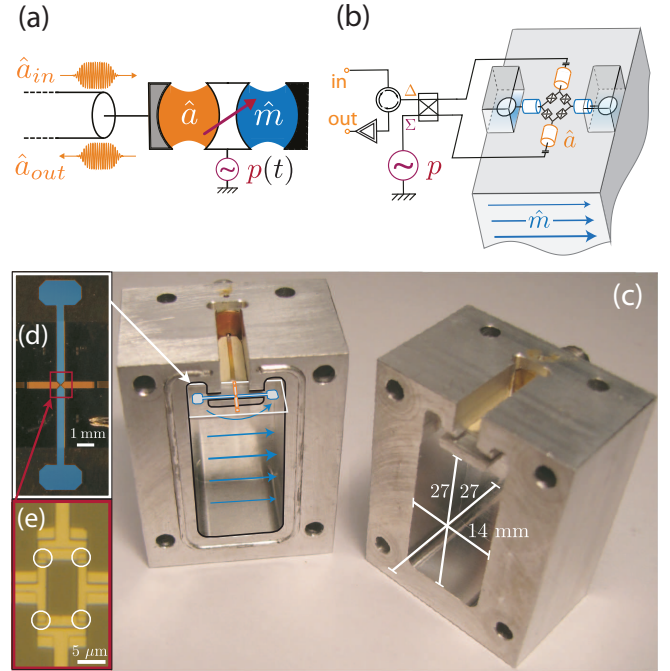 (a)
â_in
â_out
â
m̂
p(t)
(b)
in
out
Δ
Σ
p
â
m̂
(c)
(d)
1 mm
(e)
5 μm
27
27
14 mm